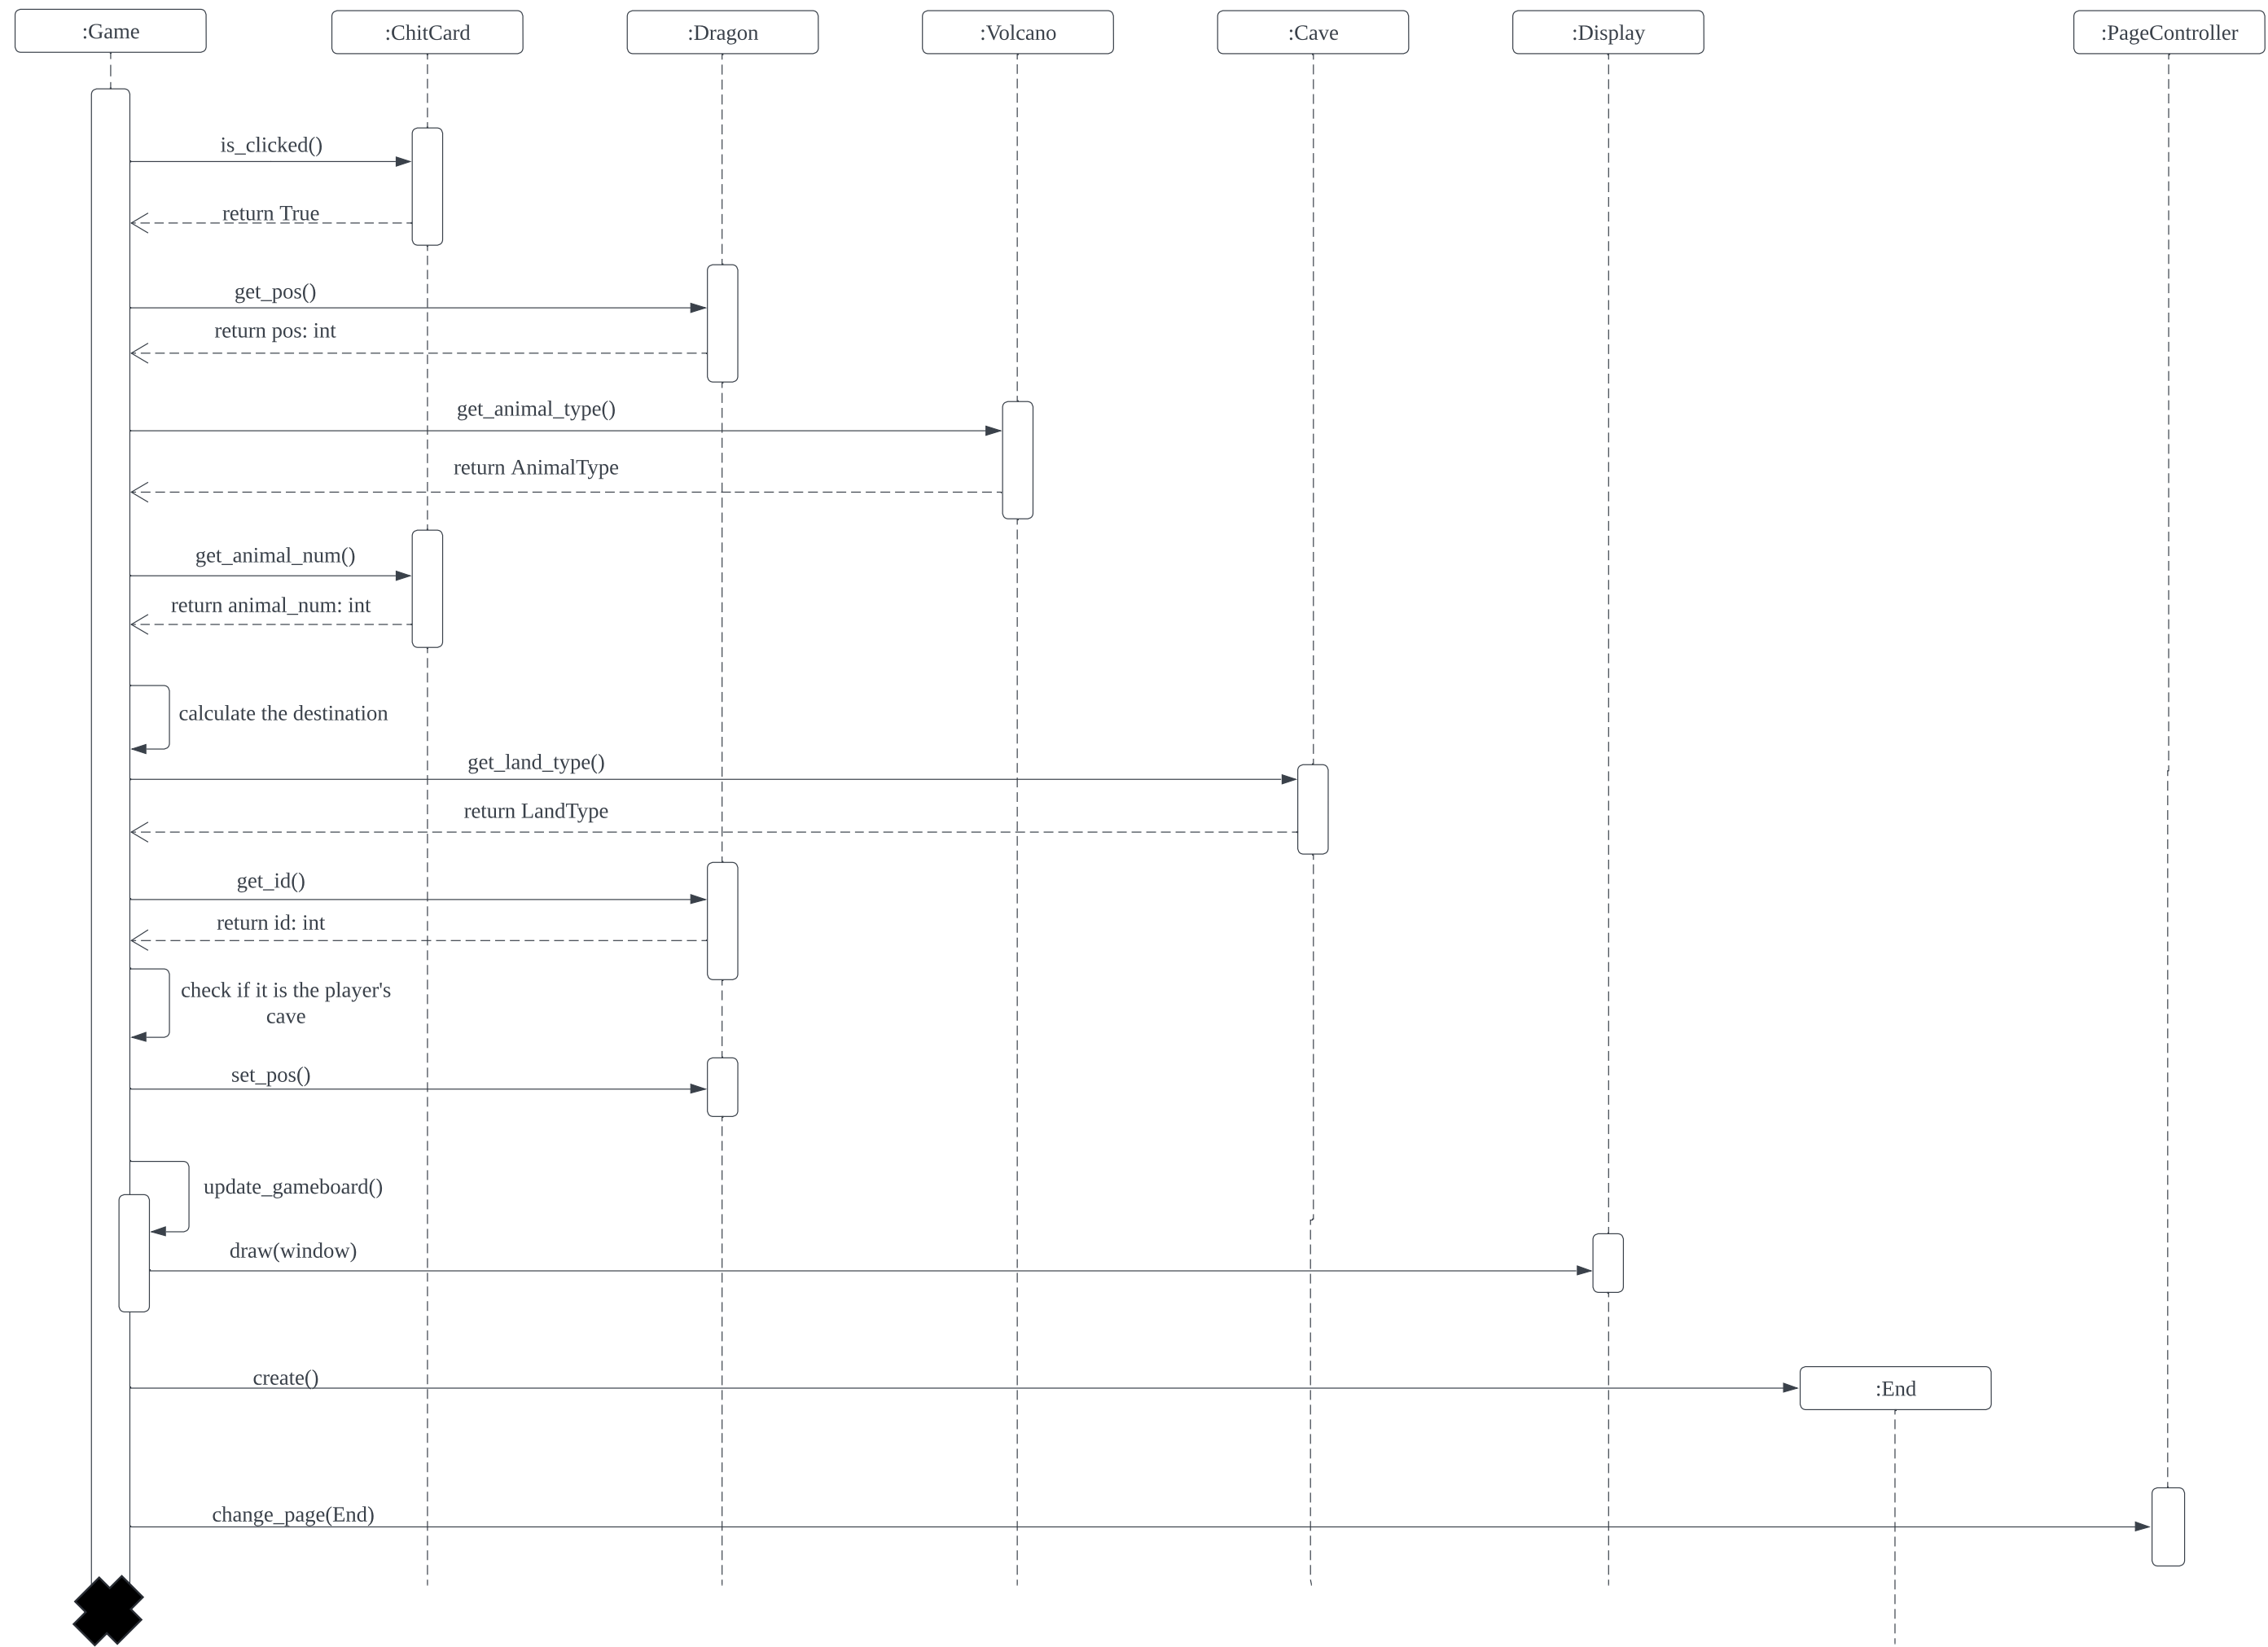 :Game
:ChitCard
:Dragon
:Volcano
:Cave
:Display
:PageController
is_clicked()
return True
get_pos()
return pos: int
get_animal_type()
return AnimalType
get_animal_num()
return animal_num: int
calculate the destination
get_land_type()
return LandType
get_id()
return id: int
check if it is the player's
cave
set_pos()
update_gameboard()
draw(window)
create()
:End
change_page(End)